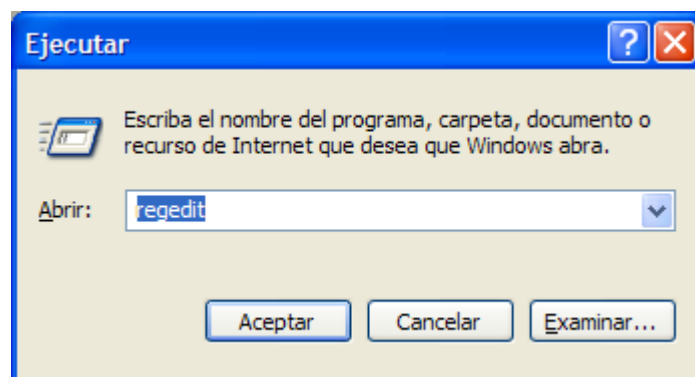 Ejecutar
Escriba el nombre del programa, carpeta, documento o
recurso de Internet que desea que Windows abra.
Abrir: regedit
Aceptar Cancelar Examinar...